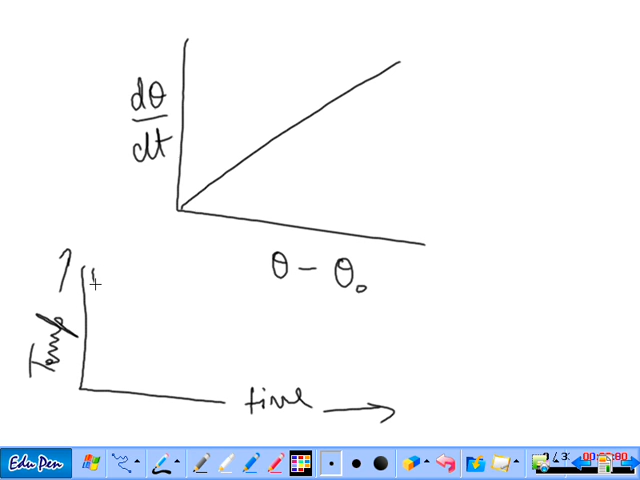 dθ
dt
θ - θ₀
Temp
time
Edu Pen